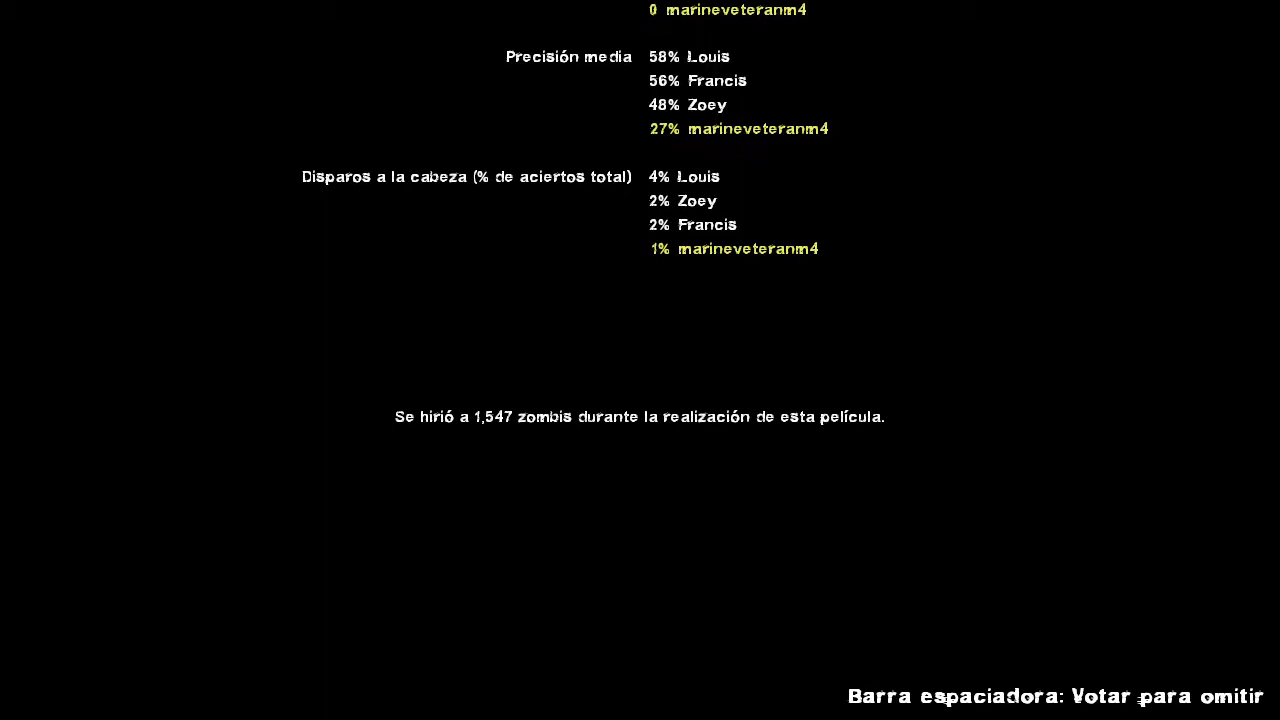 0 marineveteranm4
Precisión media 58% Louis
56% Francis
48% Zoey
27% marineveteranm4
Disparos a la cabeza (% de aciertos total) 4% Louis
2% Zoey
2% Francis
1% marineveteranm4
Se hirió a 1,547 zombis durante la realización de esta película.
Barra espaciadora: Votar para omitir